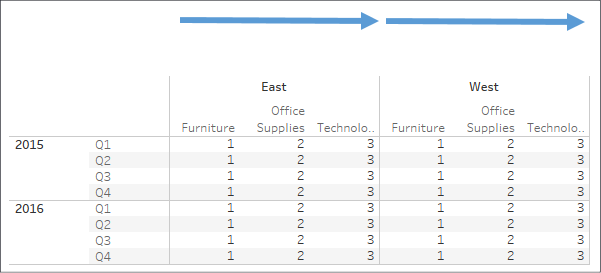 East West
Office Office
Furniture Supplies Technolo.. Furniture Supplies Technolo..
2015 Q1 1 2 3 1 2 3
Q2 1 2 3 1 2 3
Q3 1 2 3 1 2 3
Q4 1 2 3 1 2 3
2016 Q1 1 2 3 1 2 3
Q2 1 2 3 1 2 3
Q3 1 2 3 1 2 3
Q4 1 2 3 1 2 3